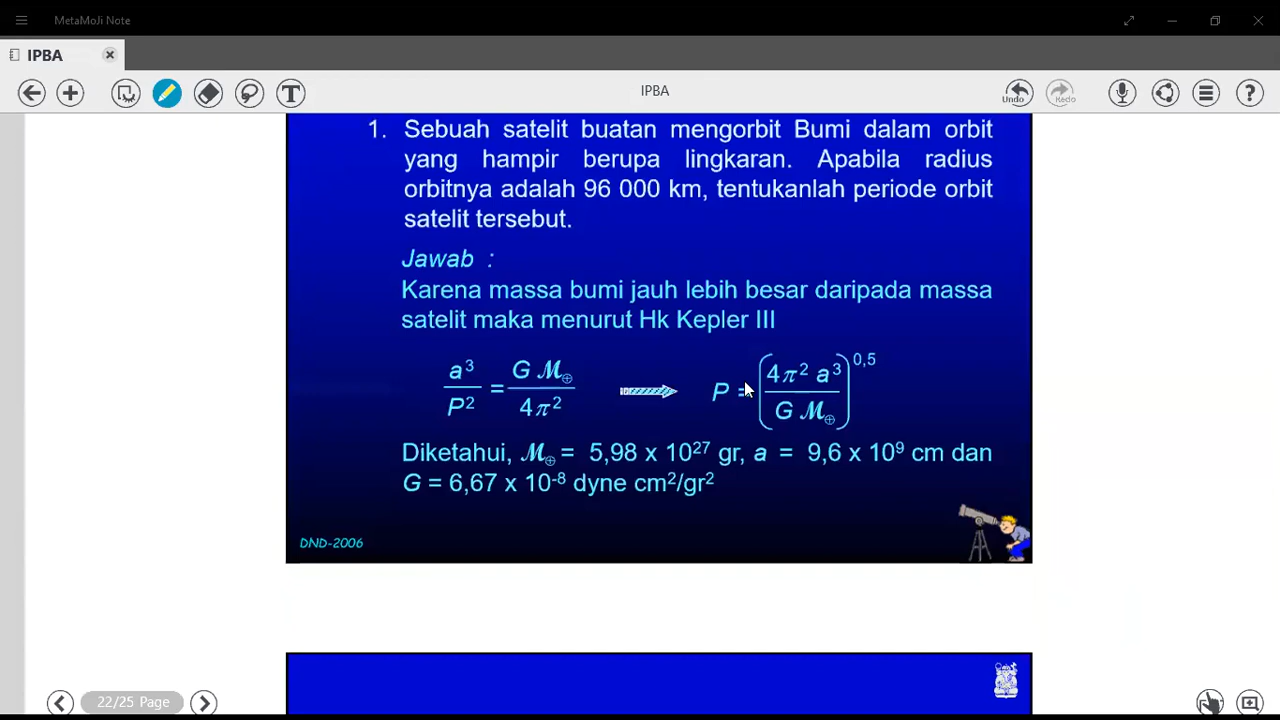 MetaMoJi Note
IPBA
IPBA
Undo
Redo
1. Sebuah satelit buatan mengorbit Bumi dalam orbit
yang hampir berupa lingkaran. Apabila radius
orbitnya adalah 96 000 km, tentukanlah periode orbit
satelit tersebut.
Jawab :
Karena massa bumi jauh lebih besar daripada massa
satelit maka menurut Hk Kepler III
a³/P² = G M⊕/4π² P = (4π² a³/G M⊕)^0,5
Diketahui, M⊕ = 5,98 x 10²⁷ gr, a = 9,6 x 10⁹ cm dan
G = 6,67 x 10⁻⁸ dyne cm²/gr²
DND-2006
22/25 Page